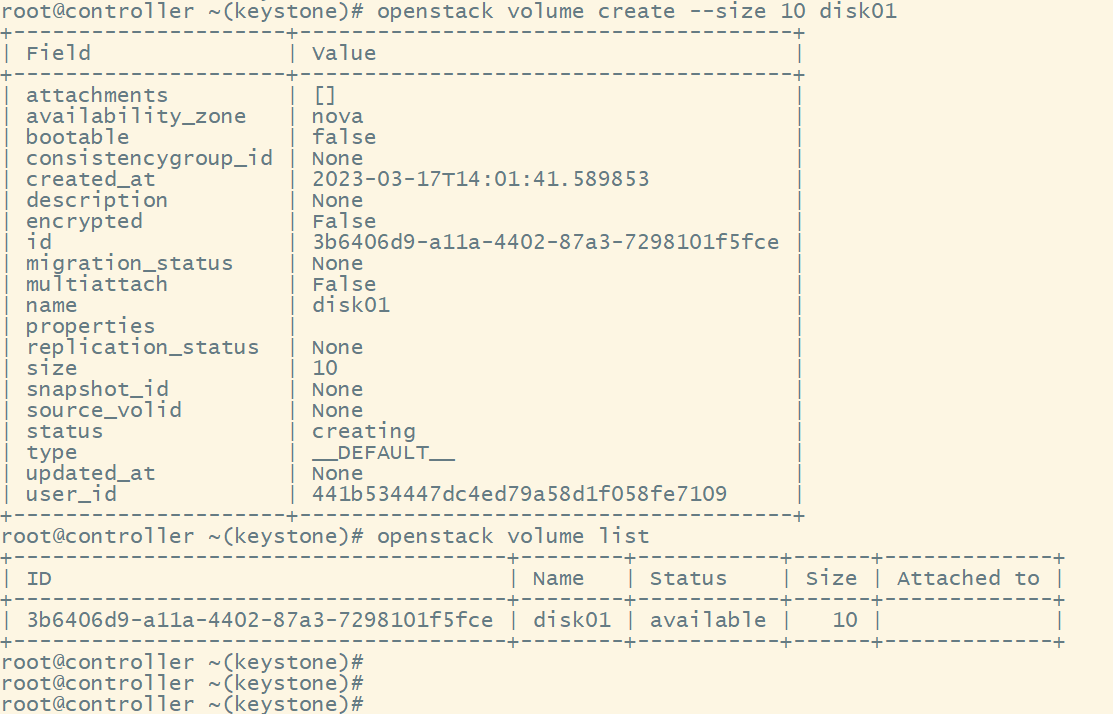 root@controller ~(keystone)# openstack volume create --size 10 disk01
+---------------------+--------------------------------------+
| Field               | Value                                |
+---------------------+--------------------------------------+
| attachments         | []                                   |
| availability_zone   | nova                                 |
| bootable            | false                                |
| consistencygroup_id | None                                 |
| created_at          | 2023-03-17T14:01:41.589853           |
| description         | None                                 |
| encrypted           | False                                |
| id                  | 3b6406d9-a11a-4402-87a3-7298101f5fce |
| migration_status    | None                                 |
| multiattach         | False                                |
| name                | disk01                               |
| properties          |                                      |
| replication_status  | None                                 |
| size                | 10                                   |
| snapshot_id         | None                                 |
| source_volid        | None                                 |
| status              | creating                             |
| type                | __DEFAULT__                          |
| updated_at          | None                                 |
| user_id             | 441b534447dc4ed79a58d1f058fe7109     |
+---------------------+--------------------------------------+
root@controller ~(keystone)# openstack volume list
+--------------------------------------+--------+-----------+------+-------------+
| ID                                   | Name   | Status    | Size | Attached to |
+--------------------------------------+--------+-----------+------+-------------+
| 3b6406d9-a11a-4402-87a3-7298101f5fce | disk01 | available |   10 |             |
+--------------------------------------+--------+-----------+------+-------------+
root@controller ~(keystone)#
root@controller ~(keystone)#
root@controller ~(keystone)#